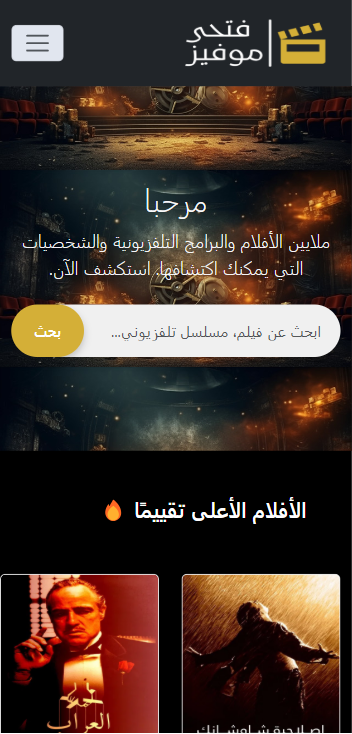 فتحي
موفيز
مرحبا
ملايين الأفلام والبرامج التلفزيونية والشخصيات
التي يمكنك اكتشافها. استكشف الآن.
ابحث عن فيلم، مسلسل تلفزيوني...
بحث
الأفلام الأعلى تقييمًا
العراب